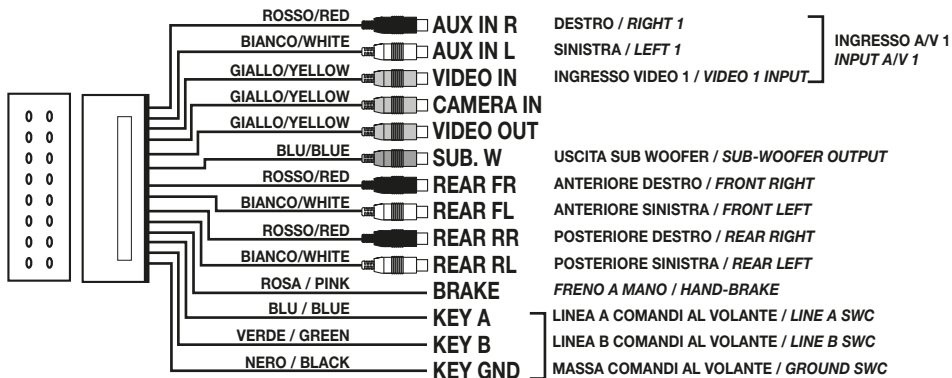 ROSSO/RED AUX IN R DESTRO / RIGHT 1
BIANCO/WHITE AUX IN L SINISTRA / LEFT 1
INGRESSO A/V 1
INPUT A/V 1
GIALLO/YELLOW VIDEO IN INGRESSO VIDEO 1 / VIDEO 1 INPUT
GIALLO/YELLOW CAMERA IN
GIALLO/YELLOW VIDEO OUT
BLU/BLUE SUB. W USCITA SUB WOOFER / SUB-WOOFER OUTPUT
ROSSO/RED REAR FR ANTERIORE DESTRO / FRONT RIGHT
BIANCO/WHITE REAR FL ANTERIORE SINISTRA / FRONT LEFT
ROSSO/RED REAR RR POSTERIORE DESTRO / REAR RIGHT
BIANCO/WHITE REAR RL POSTERIORE SINISTRA / REAR LEFT
ROSA / PINK BRAKE FRENO A MANO / HAND-BRAKE
BLU / BLUE KEY A LINEA A COMANDI AL VOLANTE / LINE A SWC
VERDE / GREEN KEY B LINEA B COMANDI AL VOLANTE / LINE B SWC
NERO / BLACK KEY GND MASSA COMANDI AL VOLANTE / GROUND SWC